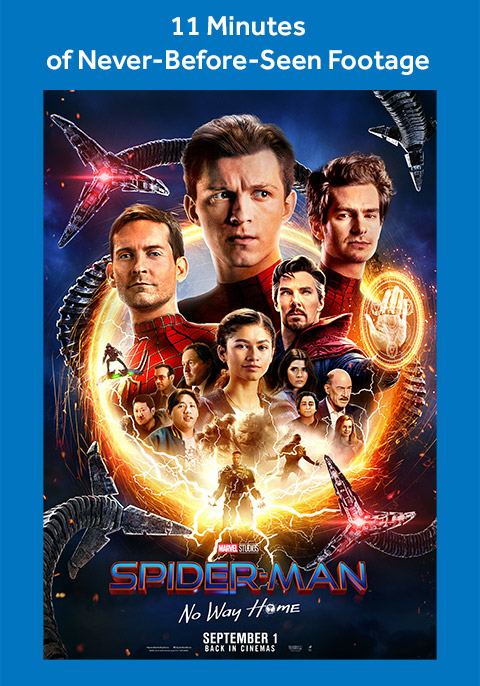 11 Minutes
of Never-Before-Seen Footage
MARVEL STUDIOS
SPIDER-MAN
No Way Home
SEPTEMBER 1
BACK IN CINEMAS